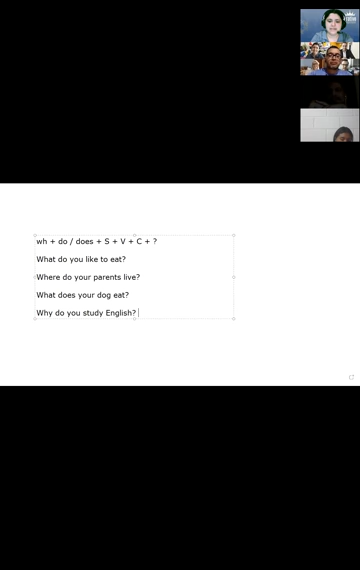 wh + do / does + S + V + C + ?
What do you like to eat?
Where do your parents live?
What does your dog eat?
Why do you study English?